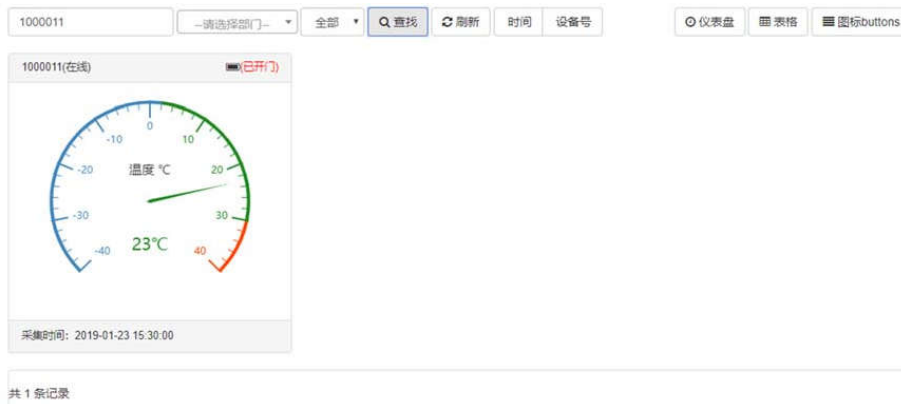 1000011 --请选择部门-- 全部 查找 刷新 时间 设备号 仪表盘 表格 图标buttons
1000011(在线) (已开门)
0
-10 10
-20 温度 ℃ 20
-30 30
-40 23℃ 40
采集时间：2019-01-23 15:30:00
共 1 条记录